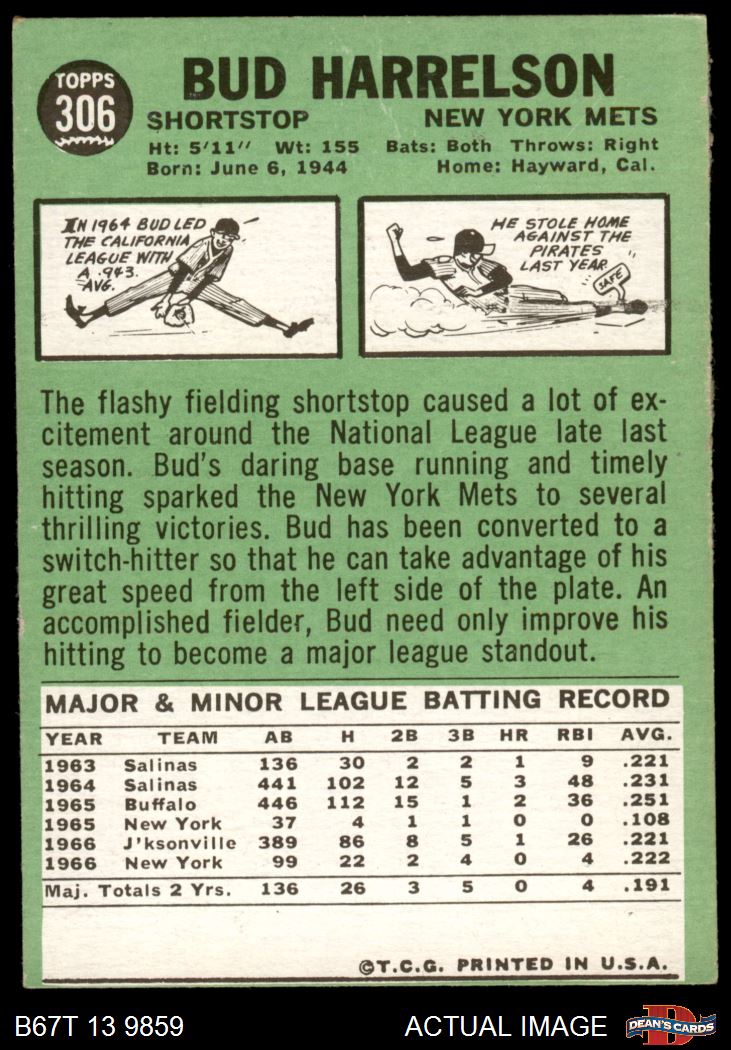 TOPPS
306
BUD HARRELSON
SHORTSTOP NEW YORK METS
Ht: 5'11" Wt: 155 Bats: Both Throws: Right
Born: June 6, 1944 Home: Hayward, Cal.
IN 1964 BUD LED
THE CALIFORNIA
LEAGUE WITH
A .943
AVG.
HE STOLE HOME
AGAINST THE
PIRATES
LAST YEAR
SAFE
The flashy fielding shortstop caused a lot of ex-
citement around the National League late last
season. Bud's daring base running and timely
hitting sparked the New York Mets to several
thrilling victories. Bud has been converted to a
switch-hitter so that he can take advantage of his
great speed from the left side of the plate. An
accomplished fielder, Bud need only improve his
hitting to become a major league standout.
MAJOR & MINOR LEAGUE BATTING RECORD
YEAR TEAM AB H 2B 3B HR RBI AVG.
1963 Salinas 136 30 2 2 1 9 .221
1964 Salinas 441 102 12 5 3 48 .231
1965 Buffalo 446 112 15 1 2 36 .251
1965 New York 37 4 1 1 0 0 .108
1966 J'ksonville 389 86 8 5 1 26 .221
1966 New York 99 22 2 4 0 4 .222
Maj. Totals 2 Yrs. 136 26 3 5 0 4 .191
©T.C.G. PRINTED IN U.S.A.
B67T 13 9859 ACTUAL IMAGE DEAN'S CARDS